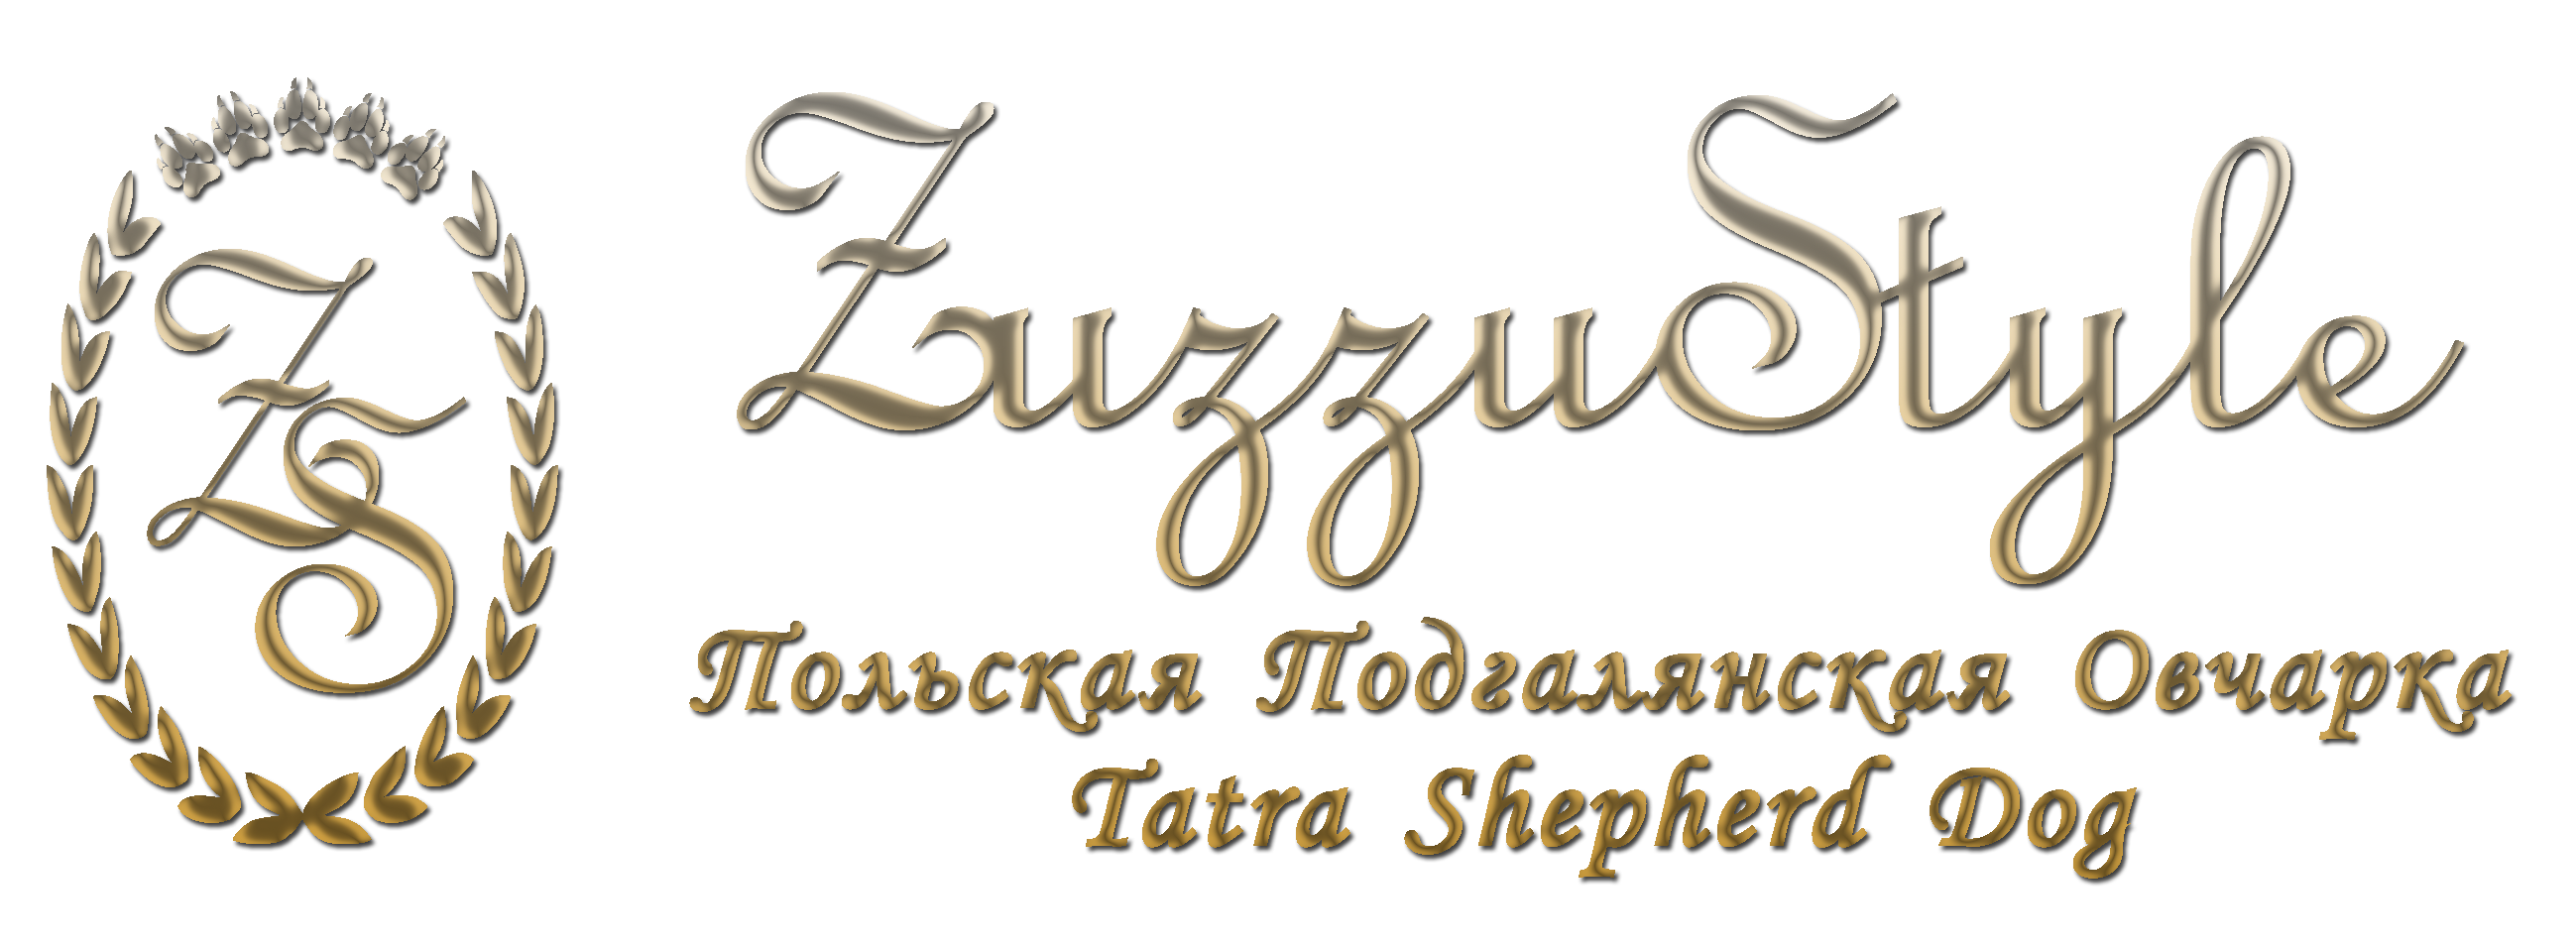 ZS
ZuzzuStyle
Польская Подгалянская Овчарка
Tatra Shepherd Dog